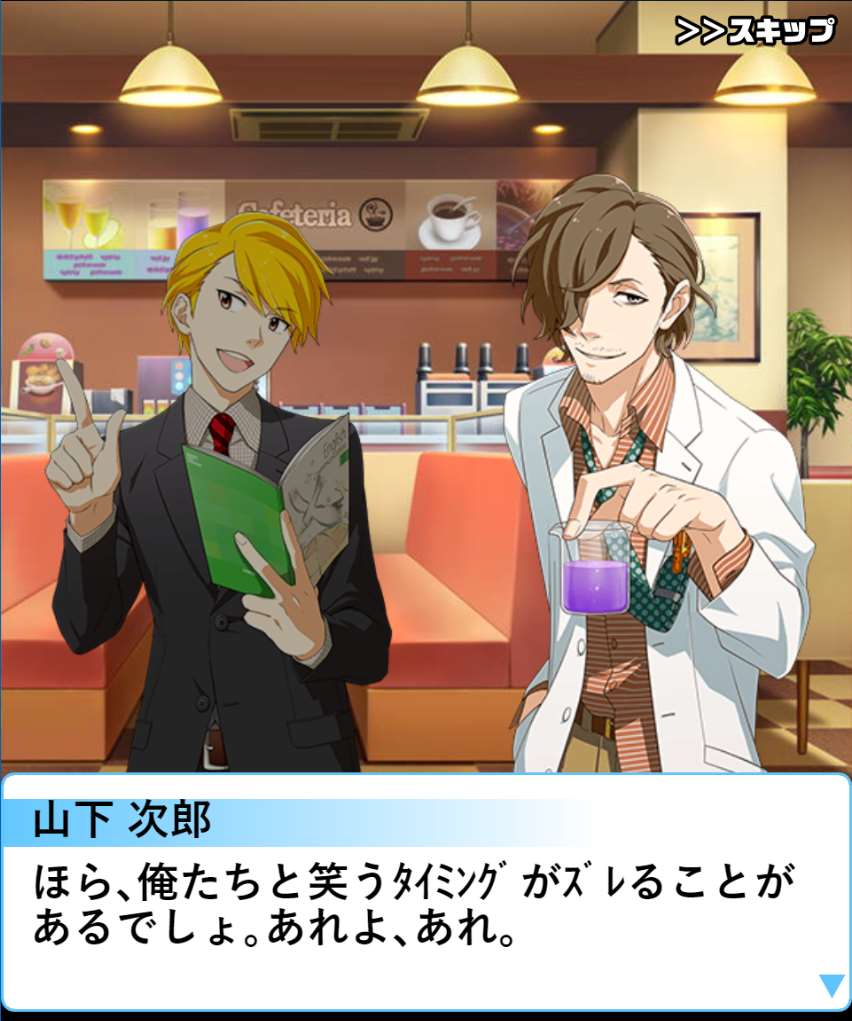 >>スキップ
Cafeteria
English
山下 次郎
ほら、俺たちと笑うﾀｲﾐﾝｸﾞがｽﾞﾚることが
あるでしょ。あれよ、あれ。